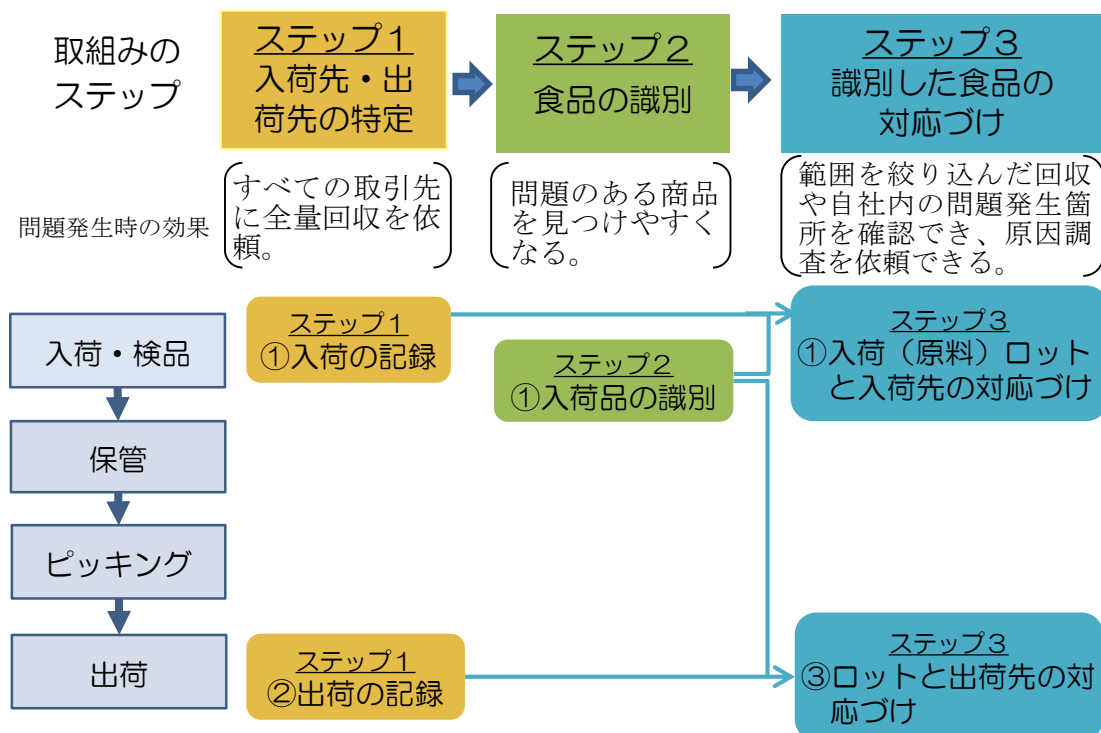 取組みの
ステップ
ステップ１
入荷先・出
荷先の特定
ステップ２
食品の識別
ステップ３
識別した食品の
対応づけ
問題発生時の効果
すべての取引先
に全量回収を依
頼。
問題のある商品
を見つけやすく
なる。
範囲を絞り込んだ回収
や自社内の問題発生箇
所を確認でき、原因調
査を依頼できる。
入荷・検品
保管
ピッキング
出荷
ステップ１
①入荷の記録
ステップ２
①入荷品の識別
ステップ３
①入荷（原料）ロット
と入荷先の対応づけ
ステップ１
②出荷の記録
ステップ３
③ロットと出荷先の対
応づけ